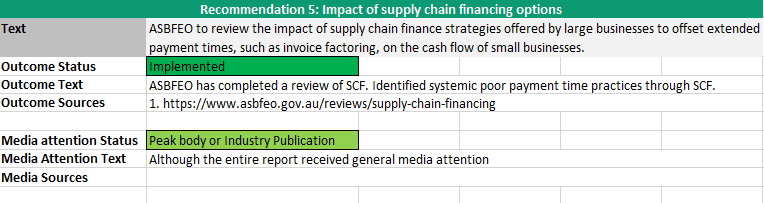 Recommendation 5: Impact of supply chain financing options
Text
ASBFEO to review the impact of supply chain finance strategies offered by large businesses to offset extended
payment times, such as invoice factoring, on the cash flow of small businesses.
Outcome Status
Implemented
Outcome Text
ASBFEO has completed a review of SCF. Identified systemic poor payment time practices through SCF.
Outcome Sources
1. https://www.asbfeo.gov.au/reviews/supply-chain-financing
Media attention Status
Peak body or Industry Publication
Media Attention Text
Although the entire report received general media attention
Media Sources